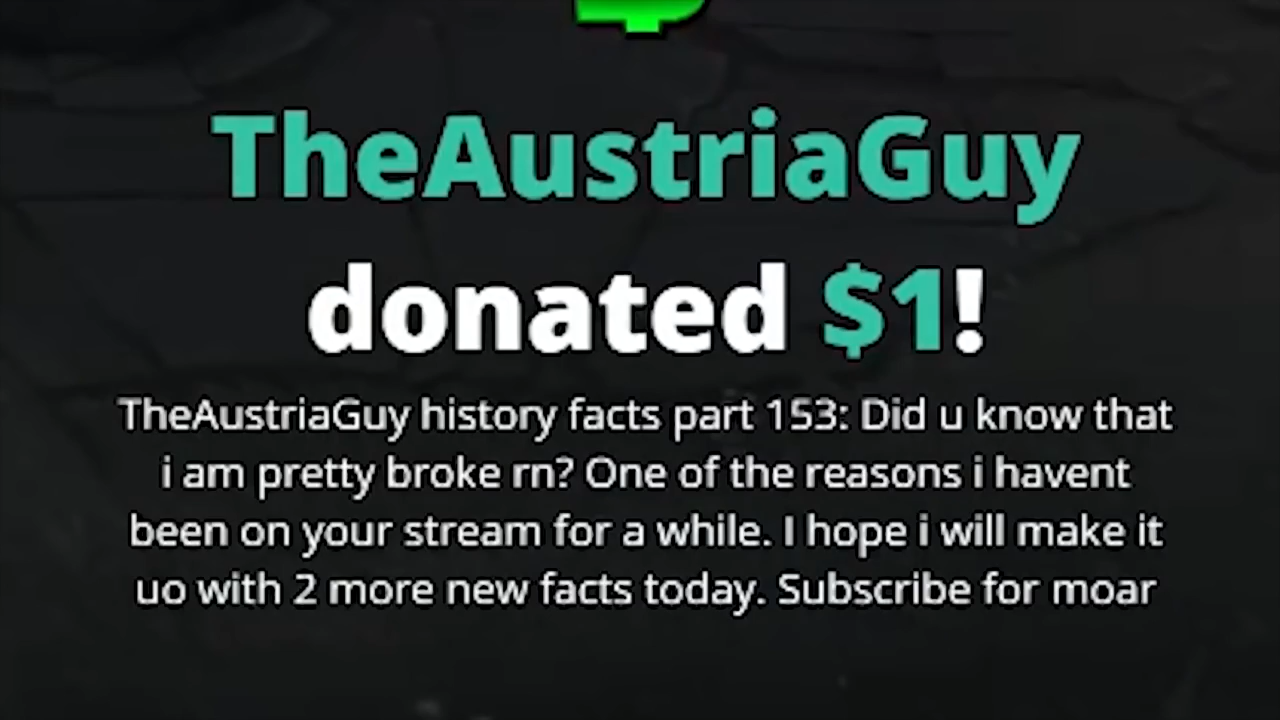 TheAustriaGuy
donated $1!
TheAustriaGuy history facts part 153: Did u know that
i am pretty broke rn? One of the reasons i havent
been on your stream for a while. I hope i will make it
uo with 2 more new facts today. Subscribe for moar